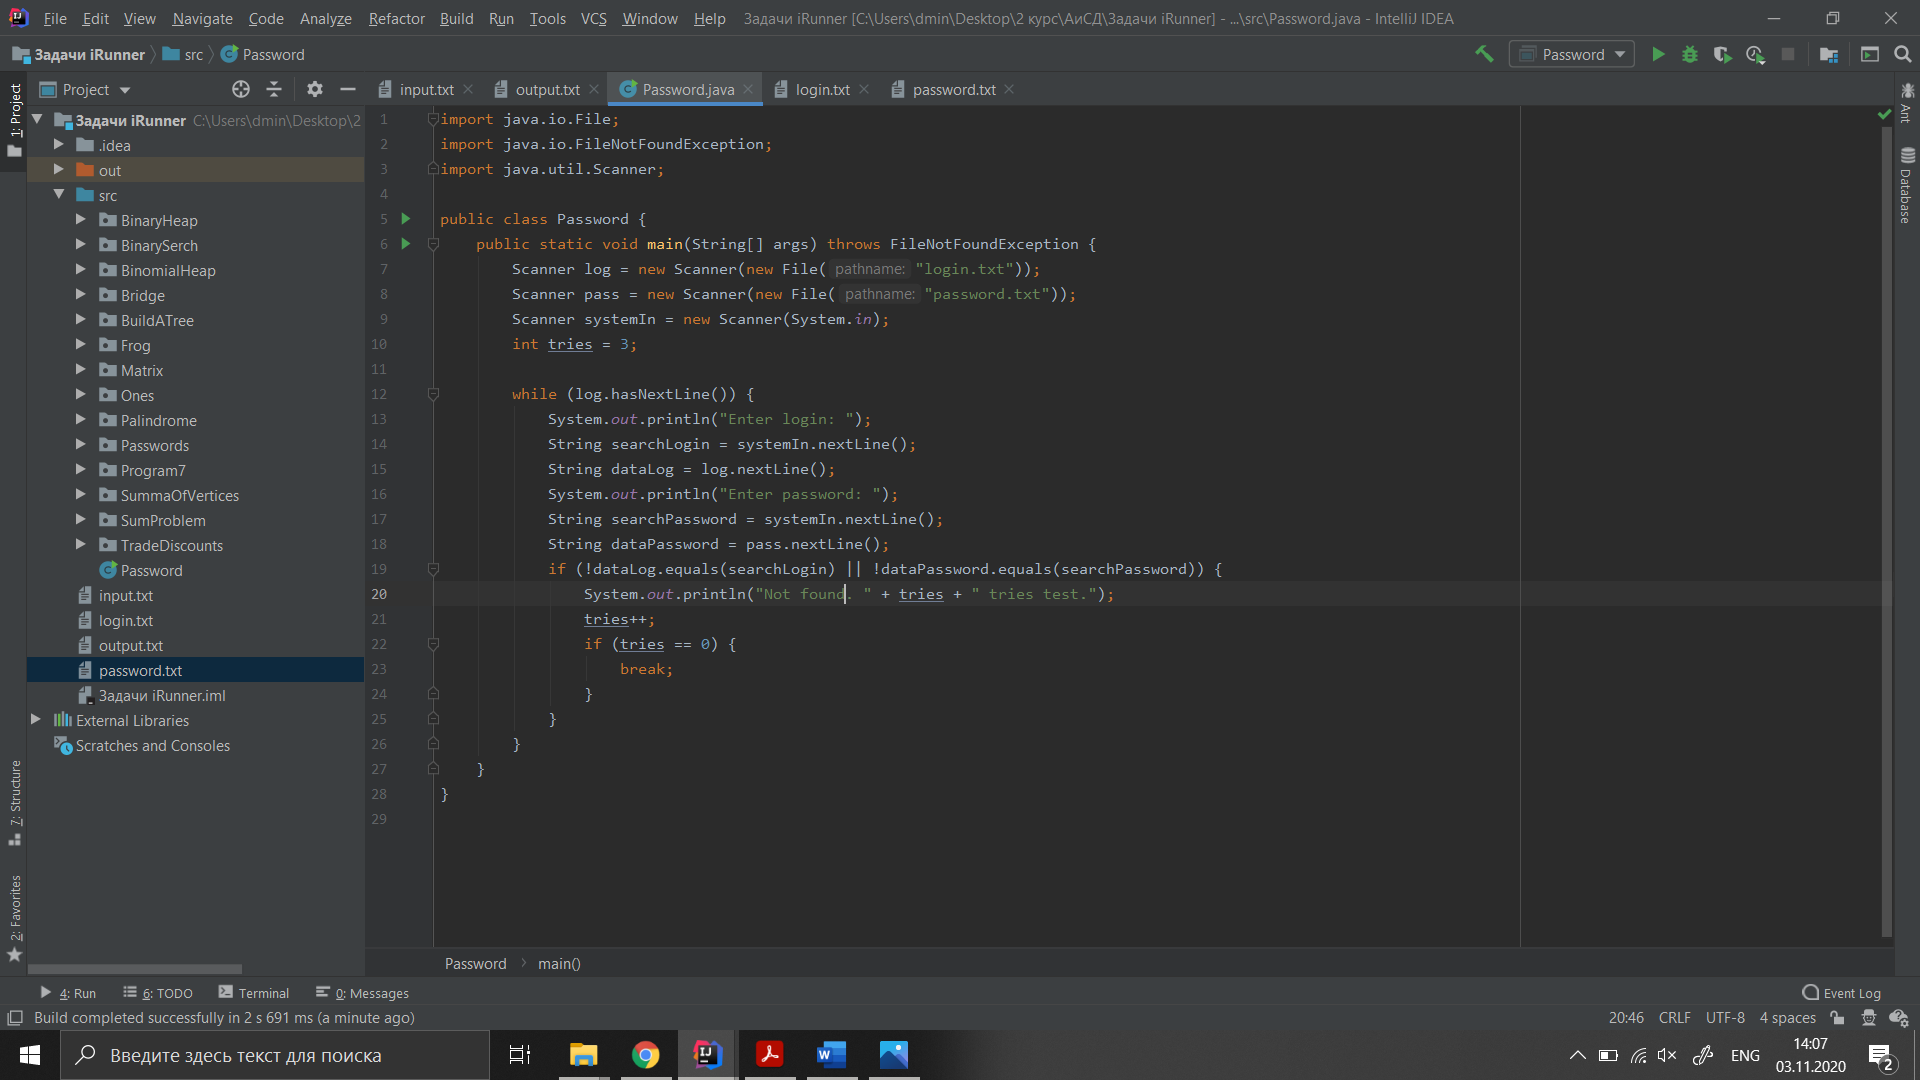 File Edit View Navigate Code Analyze Refactor Build Run Tools VCS Window Help Задачи iRunner [C:\Users\dmin\Desktop\2 курс\АиСД\Задачи iRunner] - ...\src\Password.java - IntelliJ IDEA
Задачи iRunner src Password
Password
1: Project
Project
input.txt output.txt Password.java login.txt password.txt
Задачи iRunner C:\Users\dmin\Desktop\2
.idea
out
src
BinaryHeap
BinarySerch
BinomialHeap
Bridge
BuildATree
Frog
Matrix
Ones
Palindrome
Passwords
Program7
SummaOfVertices
SumProblem
TradeDiscounts
Password
input.txt
login.txt
output.txt
password.txt
Задачи iRunner.iml
External Libraries
Scratches and Consoles
7: Structure
2: Favorites
1 import java.io.File;
2 import java.io.FileNotFoundException;
3 import java.util.Scanner;
4
5 public class Password {
6 public static void main(String[] args) throws FileNotFoundException {
7 Scanner log = new Scanner(new File( pathname: "login.txt"));
8 Scanner pass = new Scanner(new File( pathname: "password.txt"));
9 Scanner systemIn = new Scanner(System.in);
10 int tries = 3;
11
12 while (log.hasNextLine()) {
13 System.out.println("Enter login: ");
14 String searchLogin = systemIn.nextLine();
15 String dataLog = log.nextLine();
16 System.out.println("Enter password: ");
17 String searchPassword = systemIn.nextLine();
18 String dataPassword = pass.nextLine();
19 if (!dataLog.equals(searchLogin) || !dataPassword.equals(searchPassword)) {
20 System.out.println("Not found. " + tries + " tries test.");
21 tries++;
22 if (tries == 0) {
23 break;
24 }
25 }
26 }
27 }
28 }
29
Ant
Database
Password main()
4: Run 6: TODO Terminal 0: Messages Event Log
Build completed successfully in 2 s 691 ms (a minute ago) 20:46 CRLF UTF-8 4 spaces
Введите здесь текст для поиска
ENG
14:07
03.11.2020
2